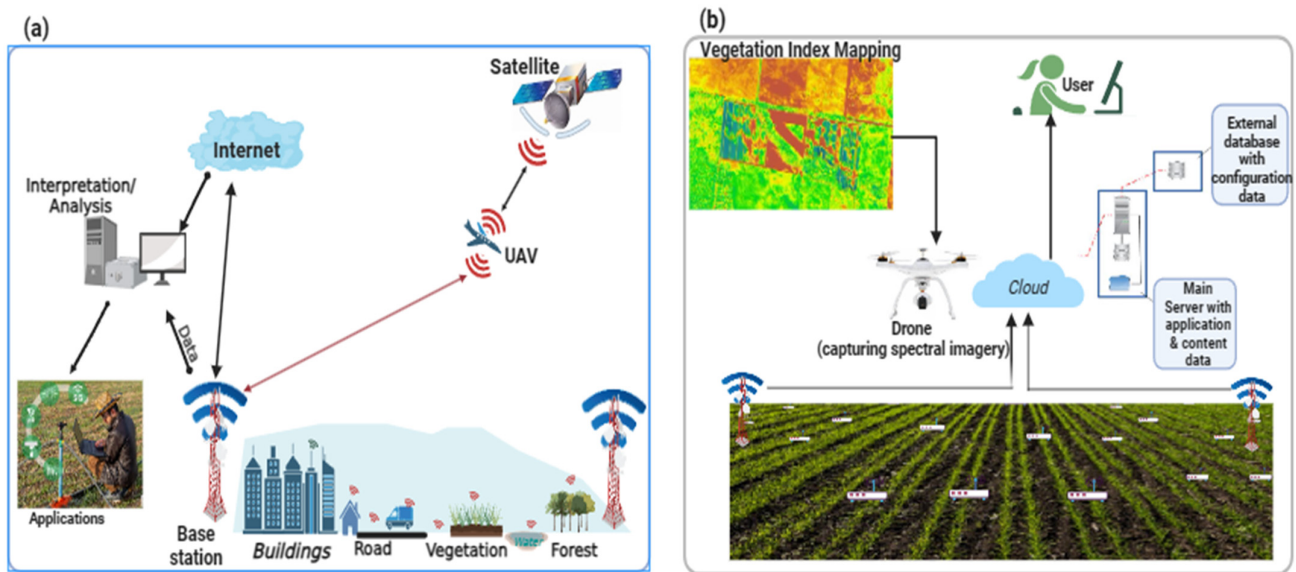 (a)
Satellite
Internet
Interpretation/
Analysis
UAV
Data
Applications
Base
station
Buildings
Road
Vegetation
Water
Forest
(b)
Vegetation Index Mapping
User
External
database
with
configuration
data
Cloud
Drone
(capturing spectral imagery)
Main
Server with
application
& content
data